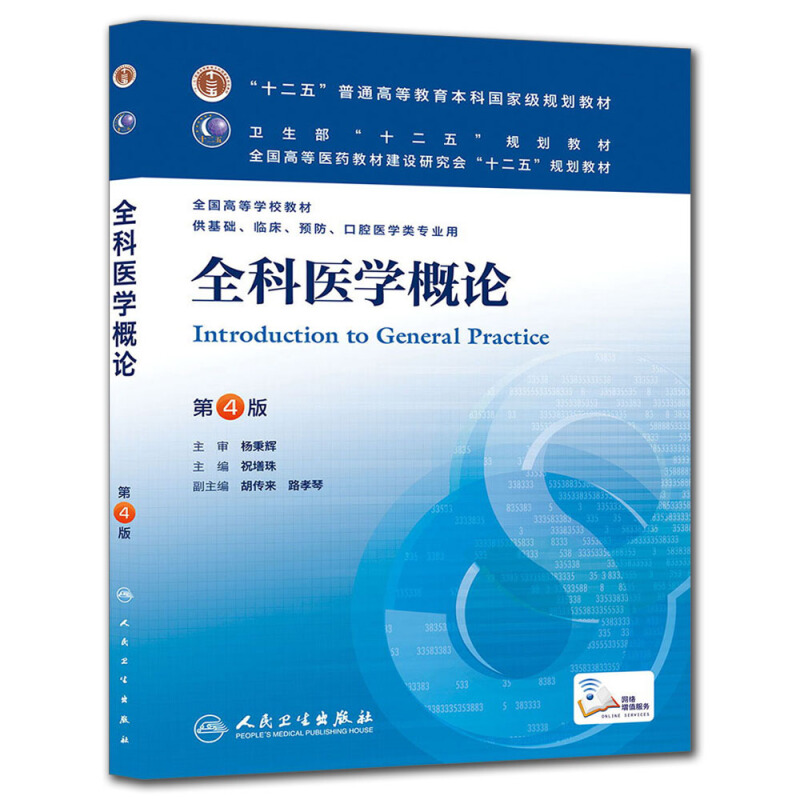 "十二五"普通高等教育本科国家级规划教材
卫生部"十二五"规划教材
全国高等医药教材建设研究会"十二五"规划教材
全国高等学校教材
供基础、临床、预防、口腔医学类专业用
全科医学概论
Introduction to General Practice
第4版
主审 杨秉辉
主编 祝墡珠
副主编 胡传来 路孝琴
人民卫生出版社
PEOPLE'S MEDICAL PUBLISHING HOUSE
网络
增值服务
ONLINE SERVICES
全科医学概论
第4版
人民卫生出版社